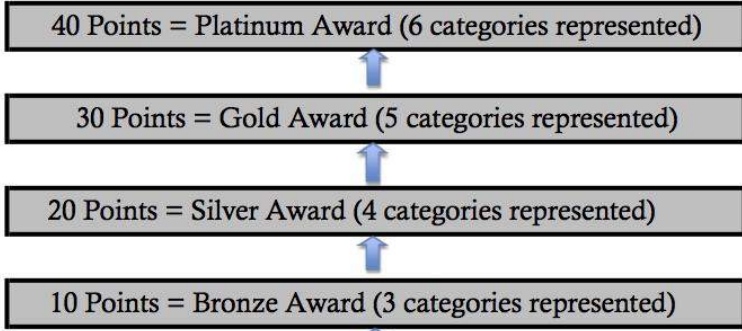 40 Points = Platinum Award (6 categories represented)
30 Points = Gold Award (5 categories represented)
20 Points = Silver Award (4 categories represented)
10 Points = Bronze Award (3 categories represented)